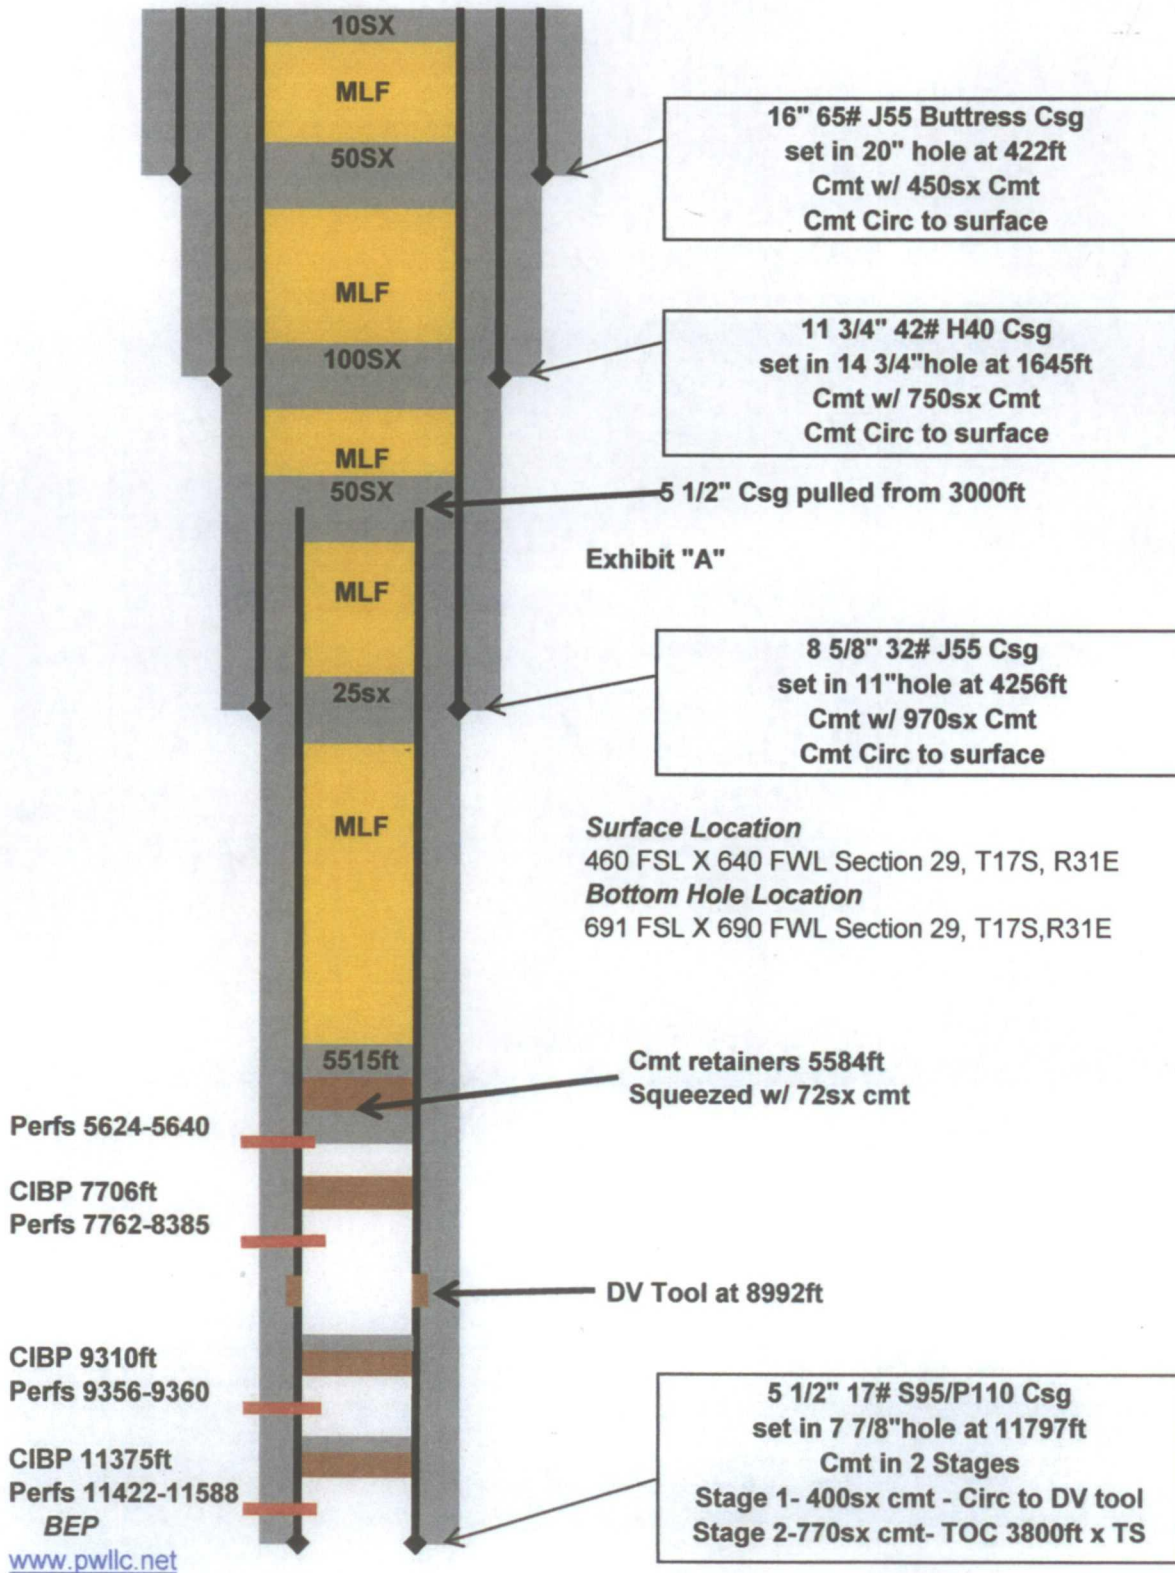 10SX
MLF
50SX
MLF
100SX
MLF
50SX
MLF
25sx
MLF
5515ft
16" 65# J55 Buttress Csg
set in 20" hole at 422ft
Cmt w/ 450sx Cmt
Cmt Circ to surface
11 3/4" 42# H40 Csg
set in 14 3/4"hole at 1645ft
Cmt w/ 750sx Cmt
Cmt Circ to surface
5 1/2" Csg pulled from 3000ft
Exhibit "A"
8 5/8" 32# J55 Csg
set in 11"hole at 4256ft
Cmt w/ 970sx Cmt
Cmt Circ to surface
Surface Location
460 FSL X 640 FWL Section 29, T17S, R31E
Bottom Hole Location
691 FSL X 690 FWL Section 29, T17S,R31E
Cmt retainers 5584ft
Squeezed w/ 72sx cmt
Perfs 5624-5640
CIBP 7706ft
Perfs 7762-8385
DV Tool at 8992ft
CIBP 9310ft
Perfs 9356-9360
CIBP 11375ft
Perfs 11422-11588
BEP
www.pwllc.net
5 1/2" 17# S95/P110 Csg
set in 7 7/8"hole at 11797ft
Cmt in 2 Stages
Stage 1- 400sx cmt - Circ to DV tool
Stage 2-770sx cmt- TOC 3800ft x TS